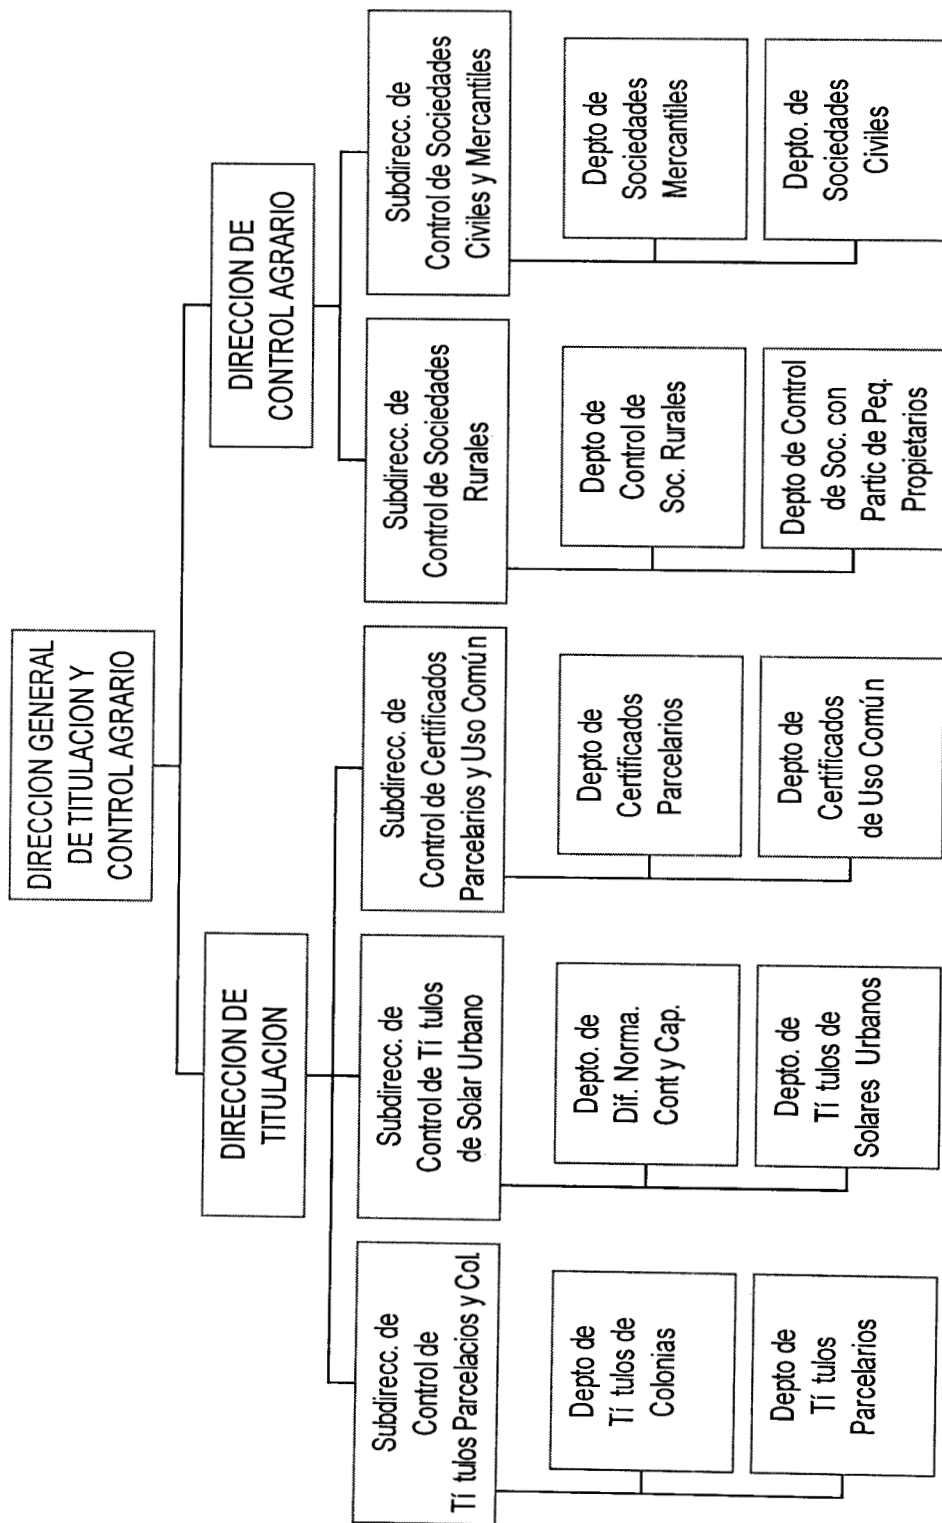 DIRECCION GENERAL
DE TITULACION Y
CONTROL AGRARIO
DIRECCION DE
TITULACION
DIRECCION DE
CONTROL AGRARIO
Subdirecc. de
Control de
Tí tulos Parcelacios y Col.
Subdirecc. de
Control de Tí tulos
de Solar Urbano
Subdirecc. de
Control de Certificados
Parcelarios y Uso Común
Subdirecc. de
Control de Sociedades
Rurales
Subdirecc. de
Control de Sociedades
Civiles y Mercantiles
Depto de
Tí tulos de
Colonias
Depto. de
Dif. Norma.
Cont y Cap.
Depto de
Certificados
Parcelarios
Depto de
Control de
Soc. Rurales
Depto de
Sociedades
Mercantiles
Depto de
Tí tulos
Parcelarios
Depto. de
Tí tulos de
Solares Urbanos
Depto de
Certificados
de Uso Común
Depto de Control
de Soc. con
Partic de Peq.
Propietarios
Depto. de
Sociedades
Civiles